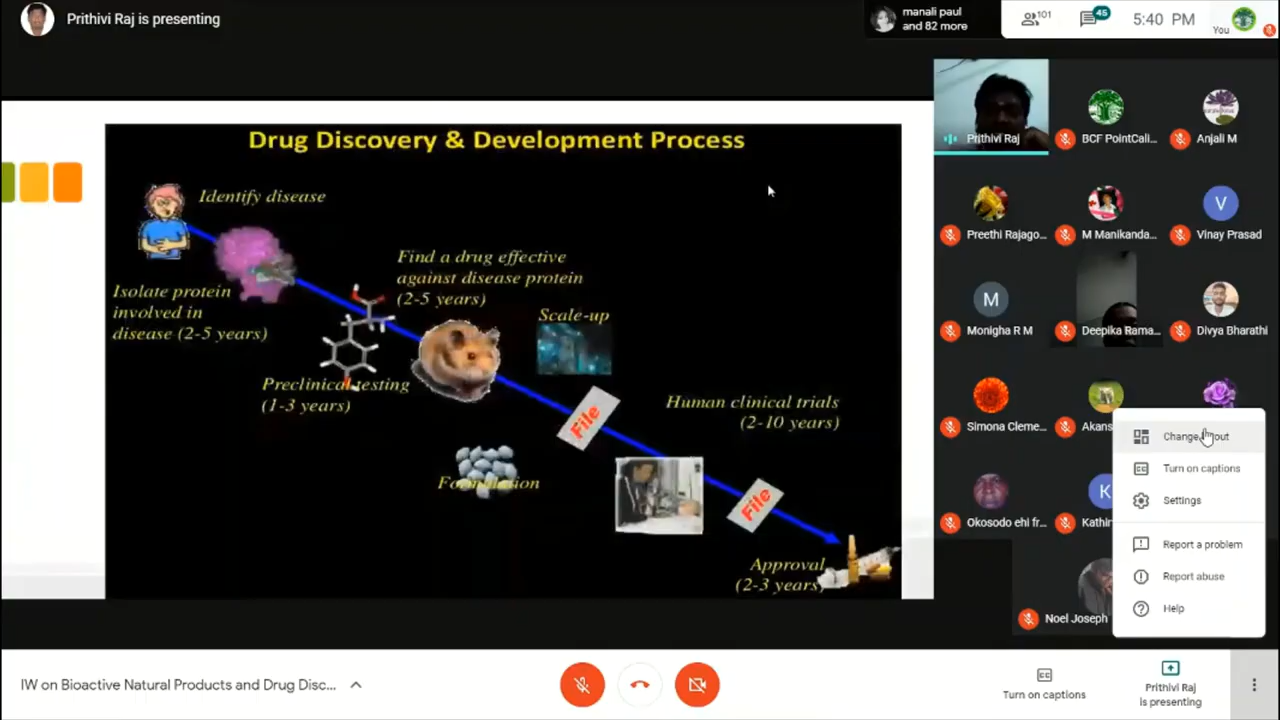 Prithivi Raj is presenting
manali paul
and 82 more
101
45
5:40 PM
You
Drug Discovery & Development Process
Identify disease
Isolate protein
involved in
disease (2-5 years)
Find a drug effective
against disease protein
(2-5 years)
Scale-up
Preclinical testing
(1-3 years)
File
Human clinical trials
(2-10 years)
Formulation
File
Approval
(2-3 years)
Prithivi Raj
BCF PointCali...
Anjali M
Preethi Rajago...
M Manikanda...
V
Vinay Prasad
M
Monigha R M
Deepika Rama...
Divya Bharathi
Simona Cleme...
Akans
Okosodo ehi fr...
K
Kathir
Noel Joseph
Turn on captions
Settings
Report a problem
Report abuse
Help
IW on Bioactive Natural Products and Drug Disc...
Turn on captions
Prithivi Raj
is presenting